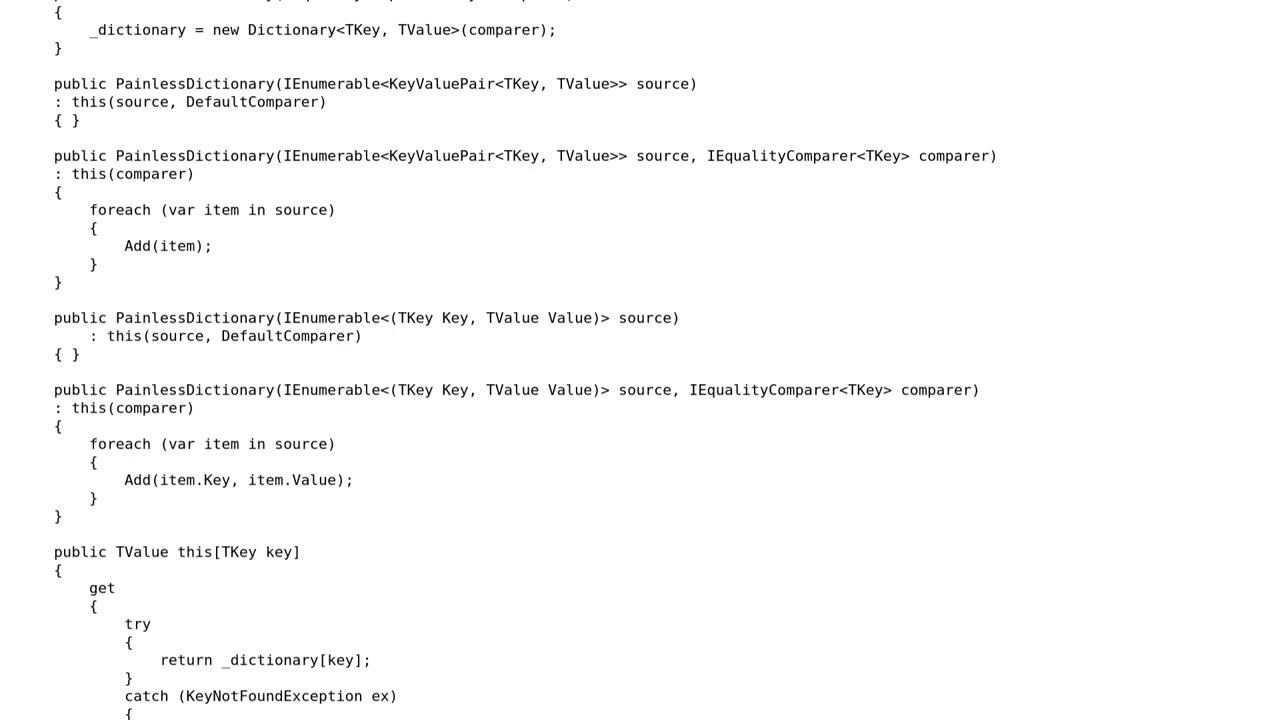 {
    _dictionary = new Dictionary<TKey, TValue>(comparer);
}

public PainlessDictionary(IEnumerable<KeyValuePair<TKey, TValue>> source)
: this(source, DefaultComparer)
{ }

public PainlessDictionary(IEnumerable<KeyValuePair<TKey, TValue>> source, IEqualityComparer<TKey> comparer)
: this(comparer)
{
    foreach (var item in source)
    {
        Add(item);
    }
}

public PainlessDictionary(IEnumerable<(TKey Key, TValue Value)> source)
    : this(source, DefaultComparer)
{ }

public PainlessDictionary(IEnumerable<(TKey Key, TValue Value)> source, IEqualityComparer<TKey> comparer)
: this(comparer)
{
    foreach (var item in source)
    {
        Add(item.Key, item.Value);
    }
}

public TValue this[TKey key]
{
    get
    {
        try
        {
            return _dictionary[key];
        }
        catch (KeyNotFoundException ex)
        {